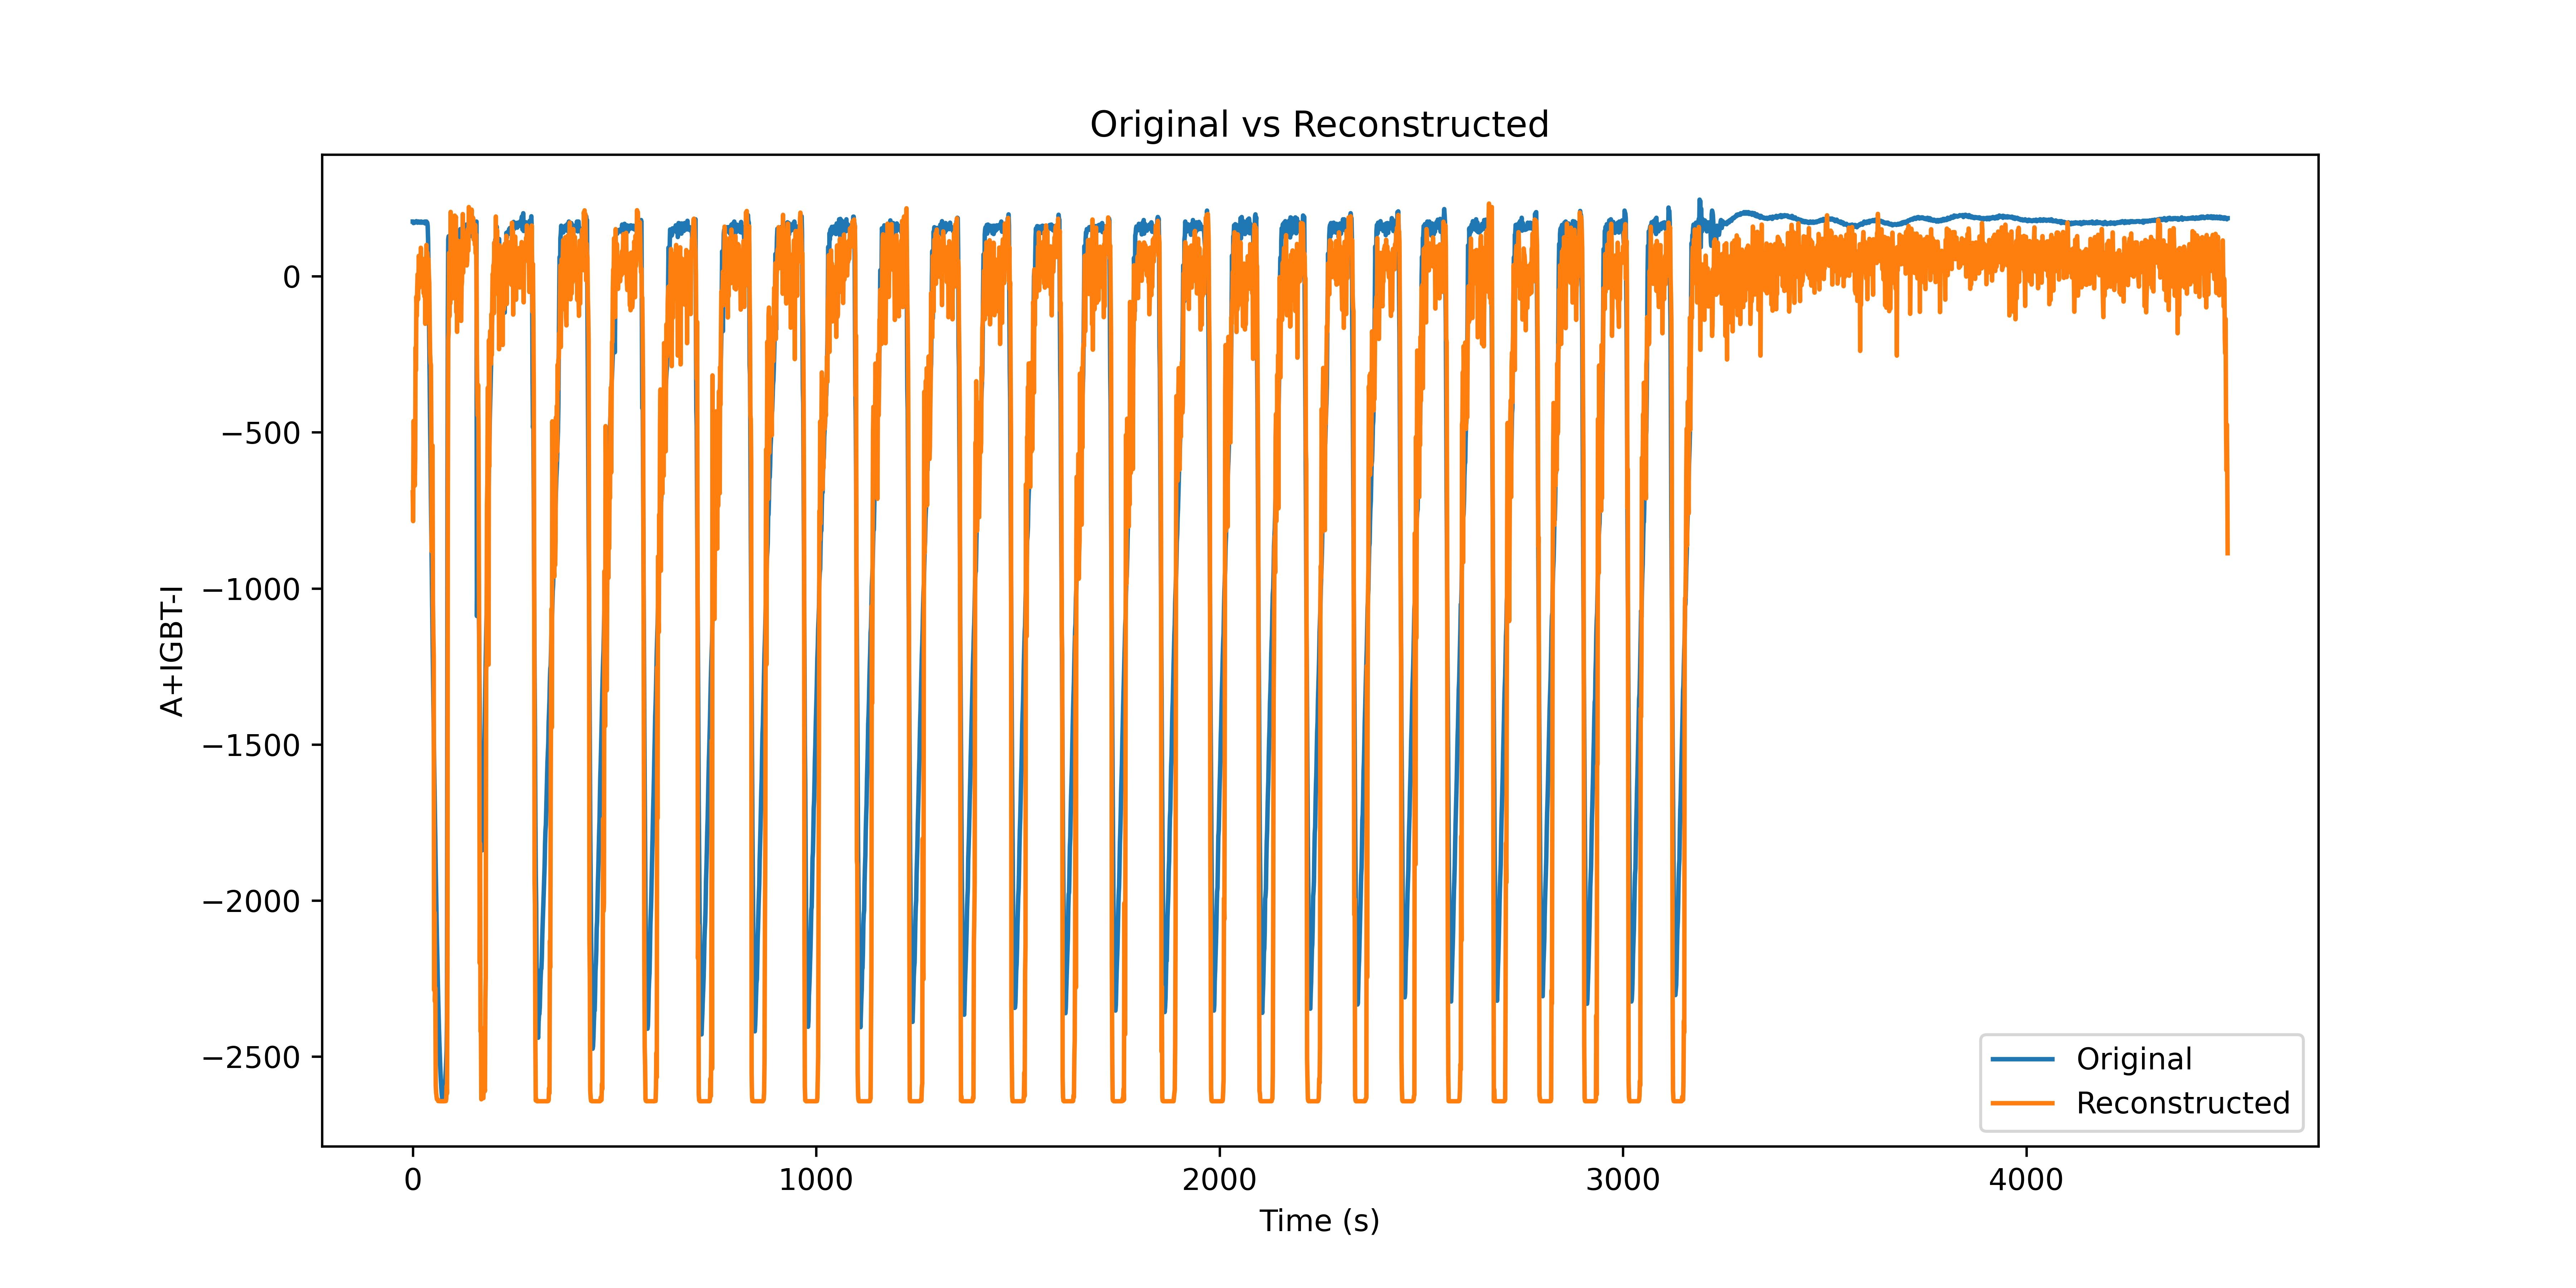 Original vs Reconstructed
A+IGBT-I
0
−500
−1000
−1500
−2000
−2500
0
1000
2000
3000
4000
Time (s)
Original
Reconstructed